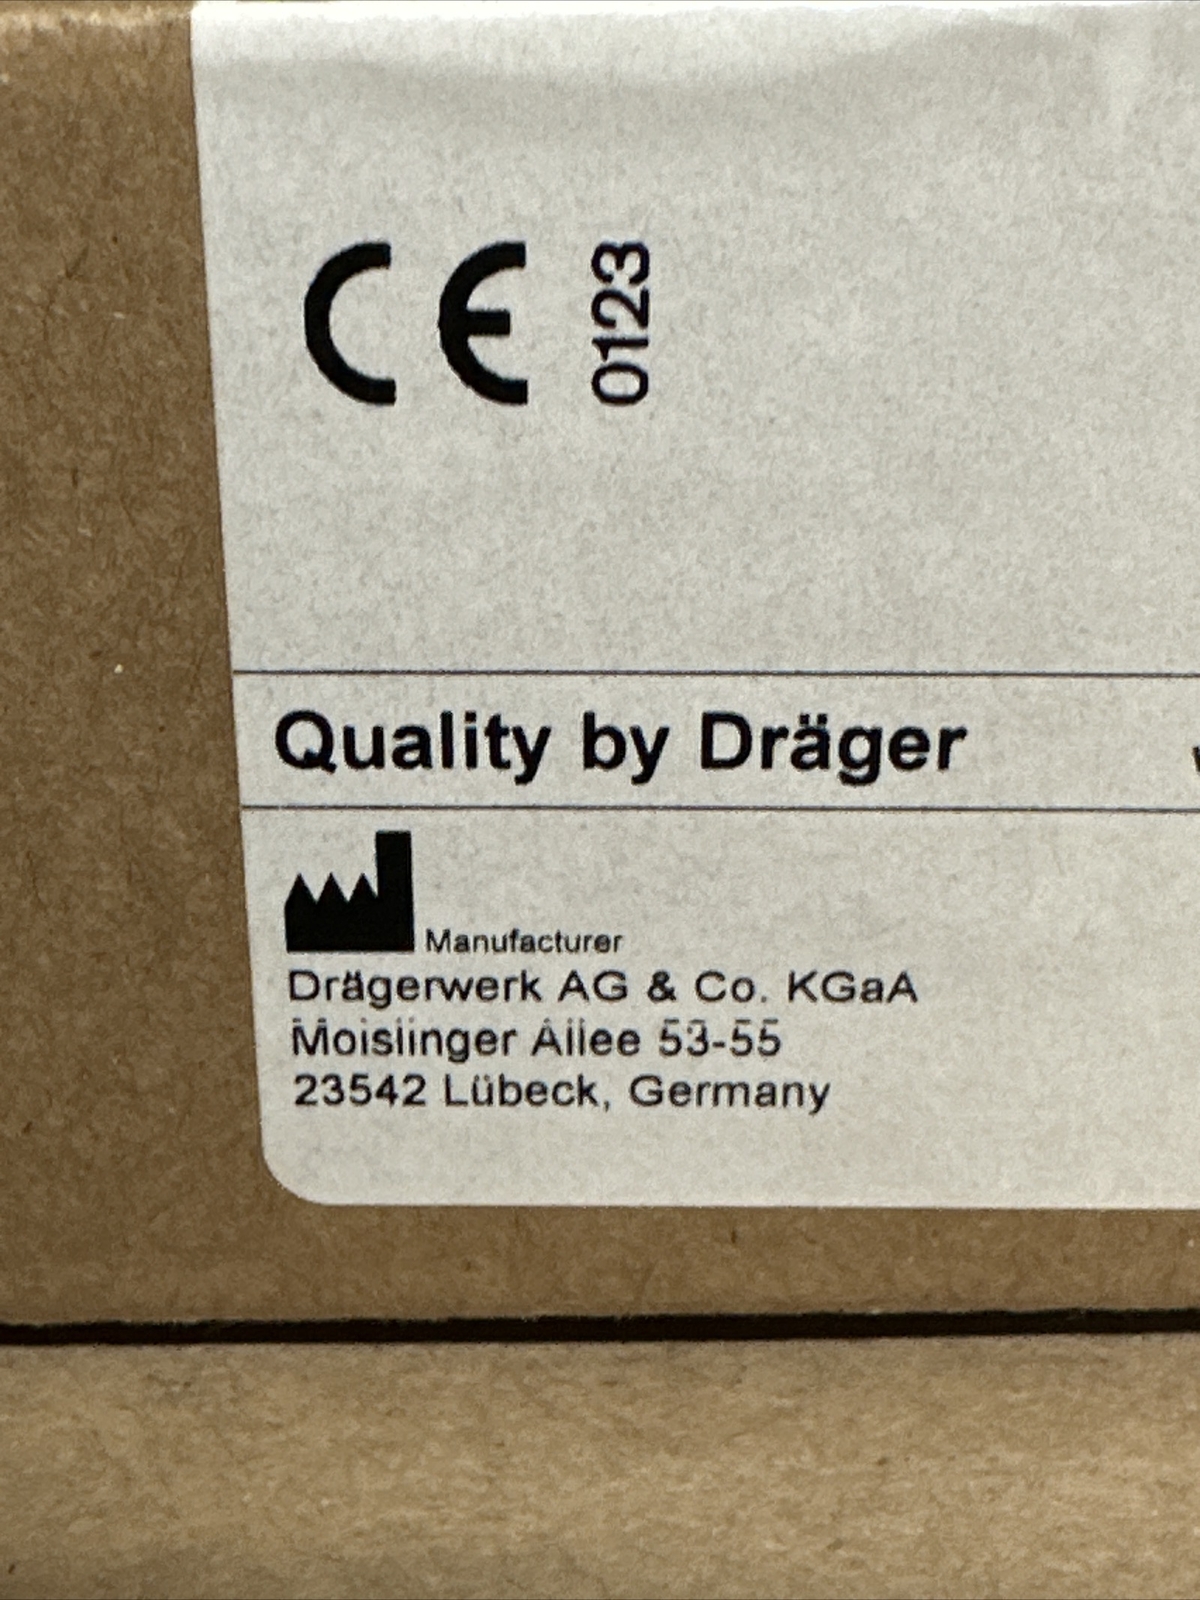 CE 0123
Quality by Dräger
Manufacturer
Drägerwerk AG & Co. KGaA
Moislinger Allee 53-55
23542 Lübeck, Germany